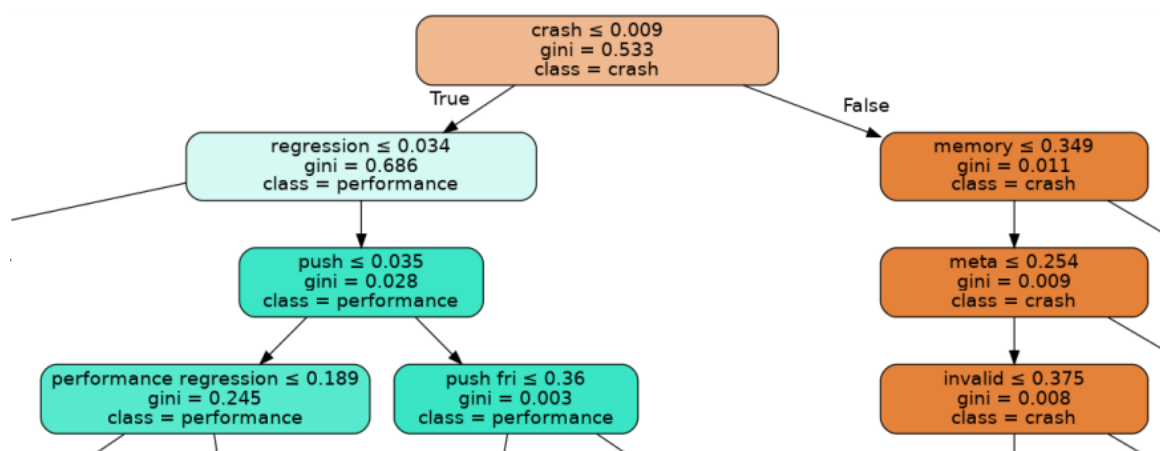 crash ≤ 0.009
gini = 0.533
class = crash
True
False
regression ≤ 0.034
gini = 0.686
class = performance
memory ≤ 0.349
gini = 0.011
class = crash
push ≤ 0.035
gini = 0.028
class = performance
meta ≤ 0.254
gini = 0.009
class = crash
performance regression ≤ 0.189
gini = 0.245
class = performance
push fri ≤ 0.36
gini = 0.003
class = performance
invalid ≤ 0.375
gini = 0.008
class = crash